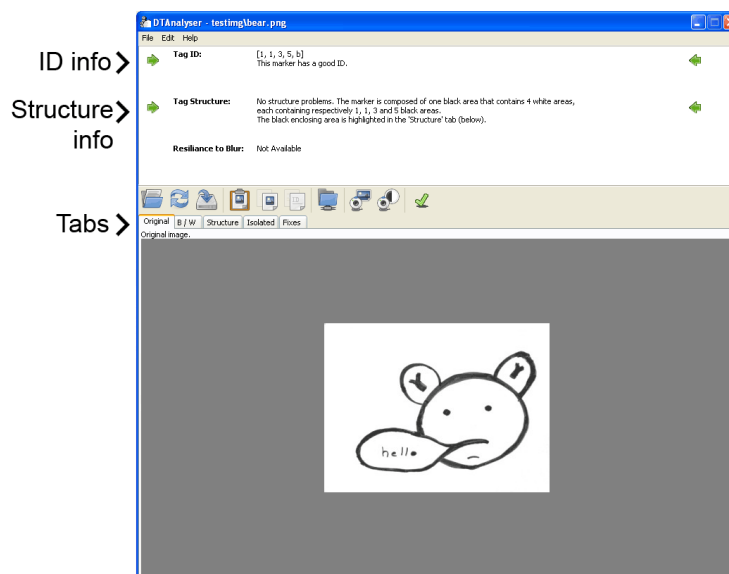 DTAnalyser - testimg\bear.png
File Edit Help
ID info
Tag ID: [1, 1, 3, 5, b]
This marker has a good ID.
Structure
info
Tag Structure: No structure problems. The marker is composed of one black area that contains 4 white areas,
each containing respectively 1, 1, 3 and 5 black areas.
The black enclosing area is highlighted in the 'Structure' tab (below).
Resiliance to Blur: Not Available
Tabs
Original B / W Structure Isolated Fixes
Original image.
hello